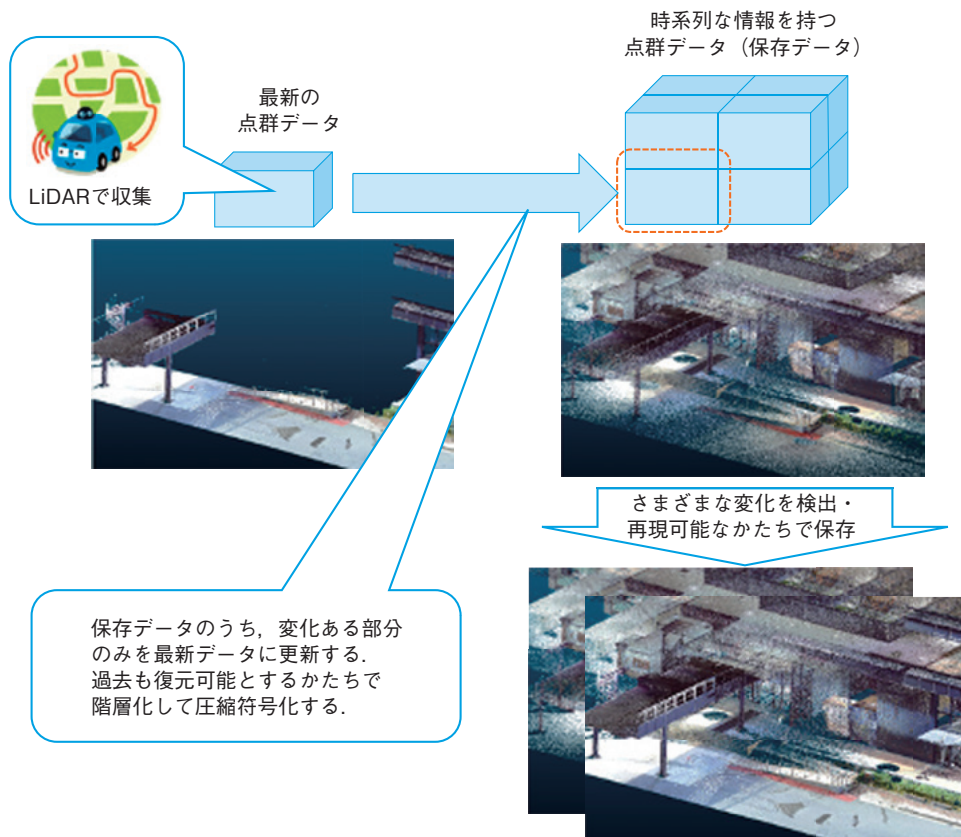 時系列な情報を持つ
点群データ（保存データ）
最新の
点群データ
LiDARで収集
さまざまな変化を検出・
再現可能なかたちで保存
保存データのうち，変化ある部分
のみを最新データに更新する．
過去も復元可能とするかたちで
階層化して圧縮符号化する．